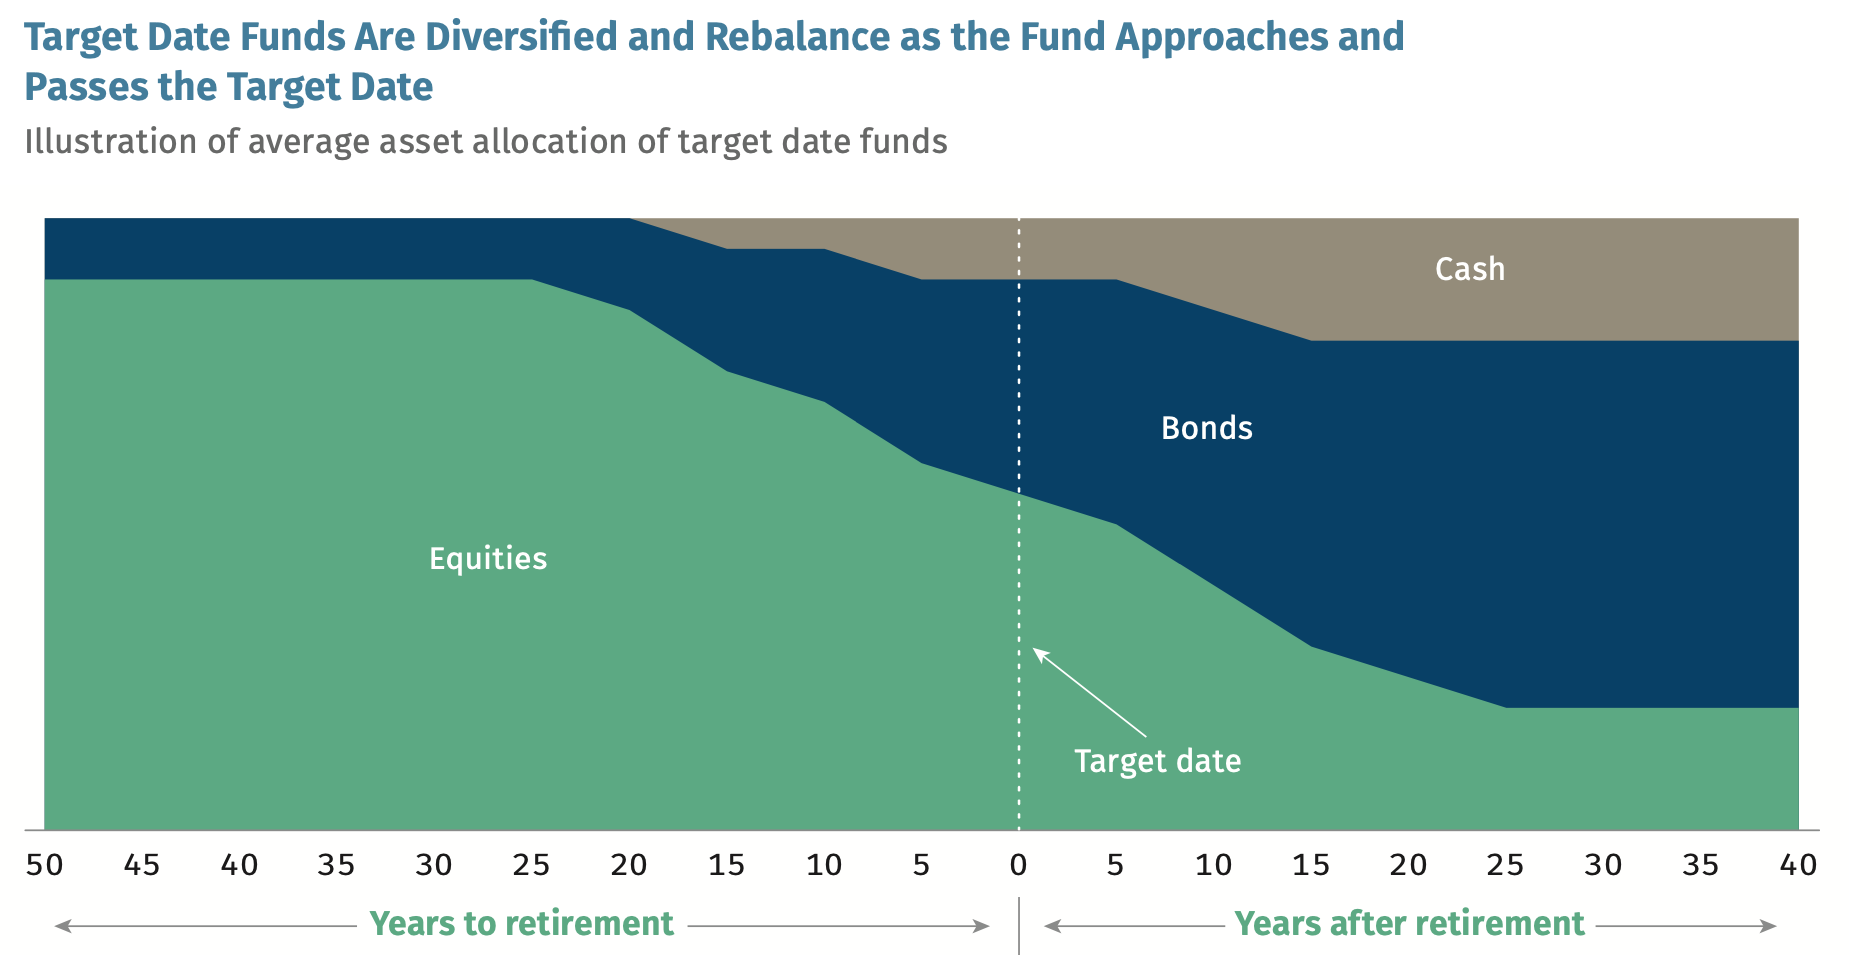 Target Date Funds Are Diversified and Rebalance as the Fund Approaches and
Passes the Target Date
Illustration of average asset allocation of target date funds
Cash
Bonds
Equities
Target date
50 45 40 35 30 25 20 15 10 5 0 5 10 15 20 25 30 35 40
Years to retirement Years after retirement